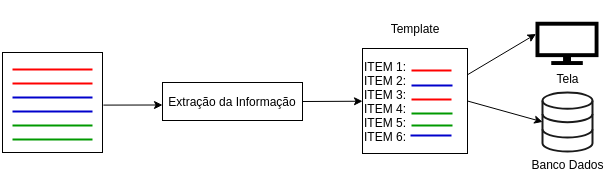 Template
Extração da Informação
ITEM 1:
ITEM 2:
ITEM 3:
ITEM 4:
ITEM 5:
ITEM 6:
Tela
Banco Dados